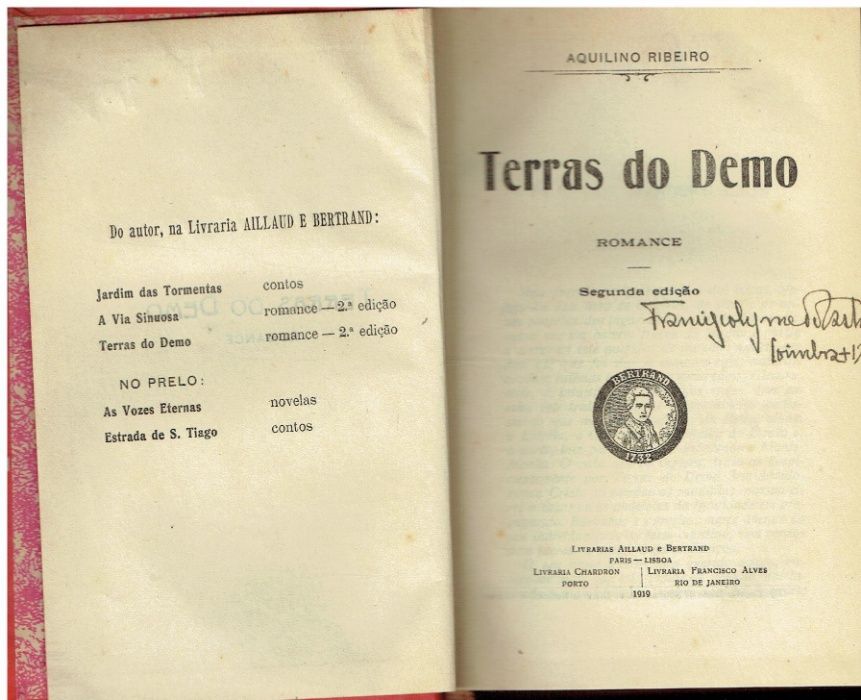 Do autor, na Livraria AILLAUD E BERTRAND:
Jardim das Tormentas contos
A Via Sinuosa romance — 2.ª edição
Terras do Demo romance — 2.ª edição
NO PRELO:
As Vozes Eternas novelas
Estrada de S. Tiago contos
AQUILINO RIBEIRO
Terras do Demo
ROMANCE
Segunda edição
Coimbra
BERTRAND
1732
LIVRARIAS AILLAUD E BERTRAND
PARIS — LISBOA
LIVRARIA CHARDRON
PORTO
LIVRARIA FRANCISCO ALVES
RIO DE JANEIRO
1919